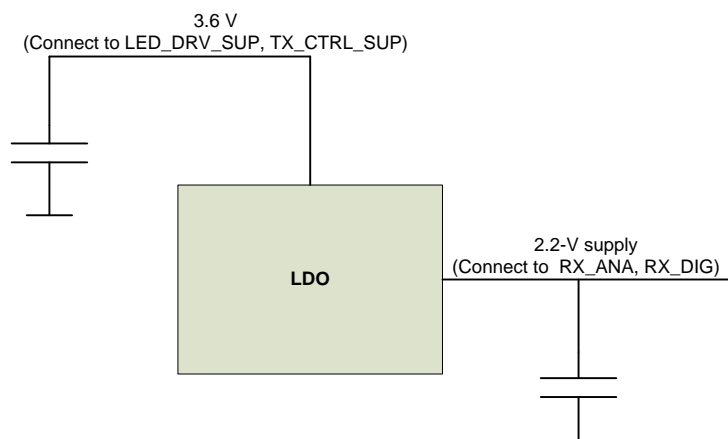 3.6 V
(Connect to LED_DRV_SUP, TX_CTRL_SUP)
LDO
2.2-V supply
(Connect to  RX_ANA, RX_DIG)